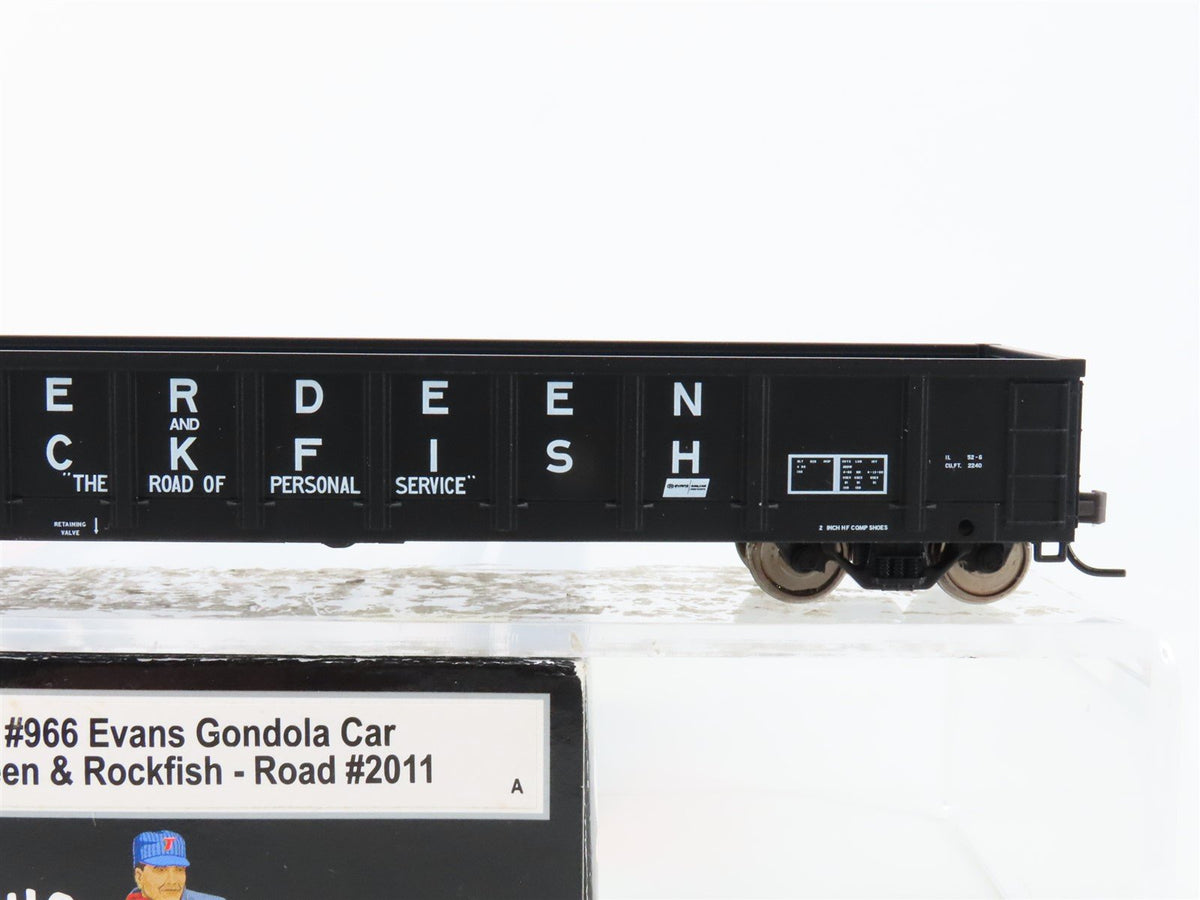 E R D E E N
AND
C K F I S H
"THE ROAD OF PERSONAL SERVICE"
evans
RETAINING
VALVE
IL 52-6
CU.FT. 2240
2 INCH HF COMP SHOES
#966 Evans Gondola Car
en & Rockfish - Road #2011
A